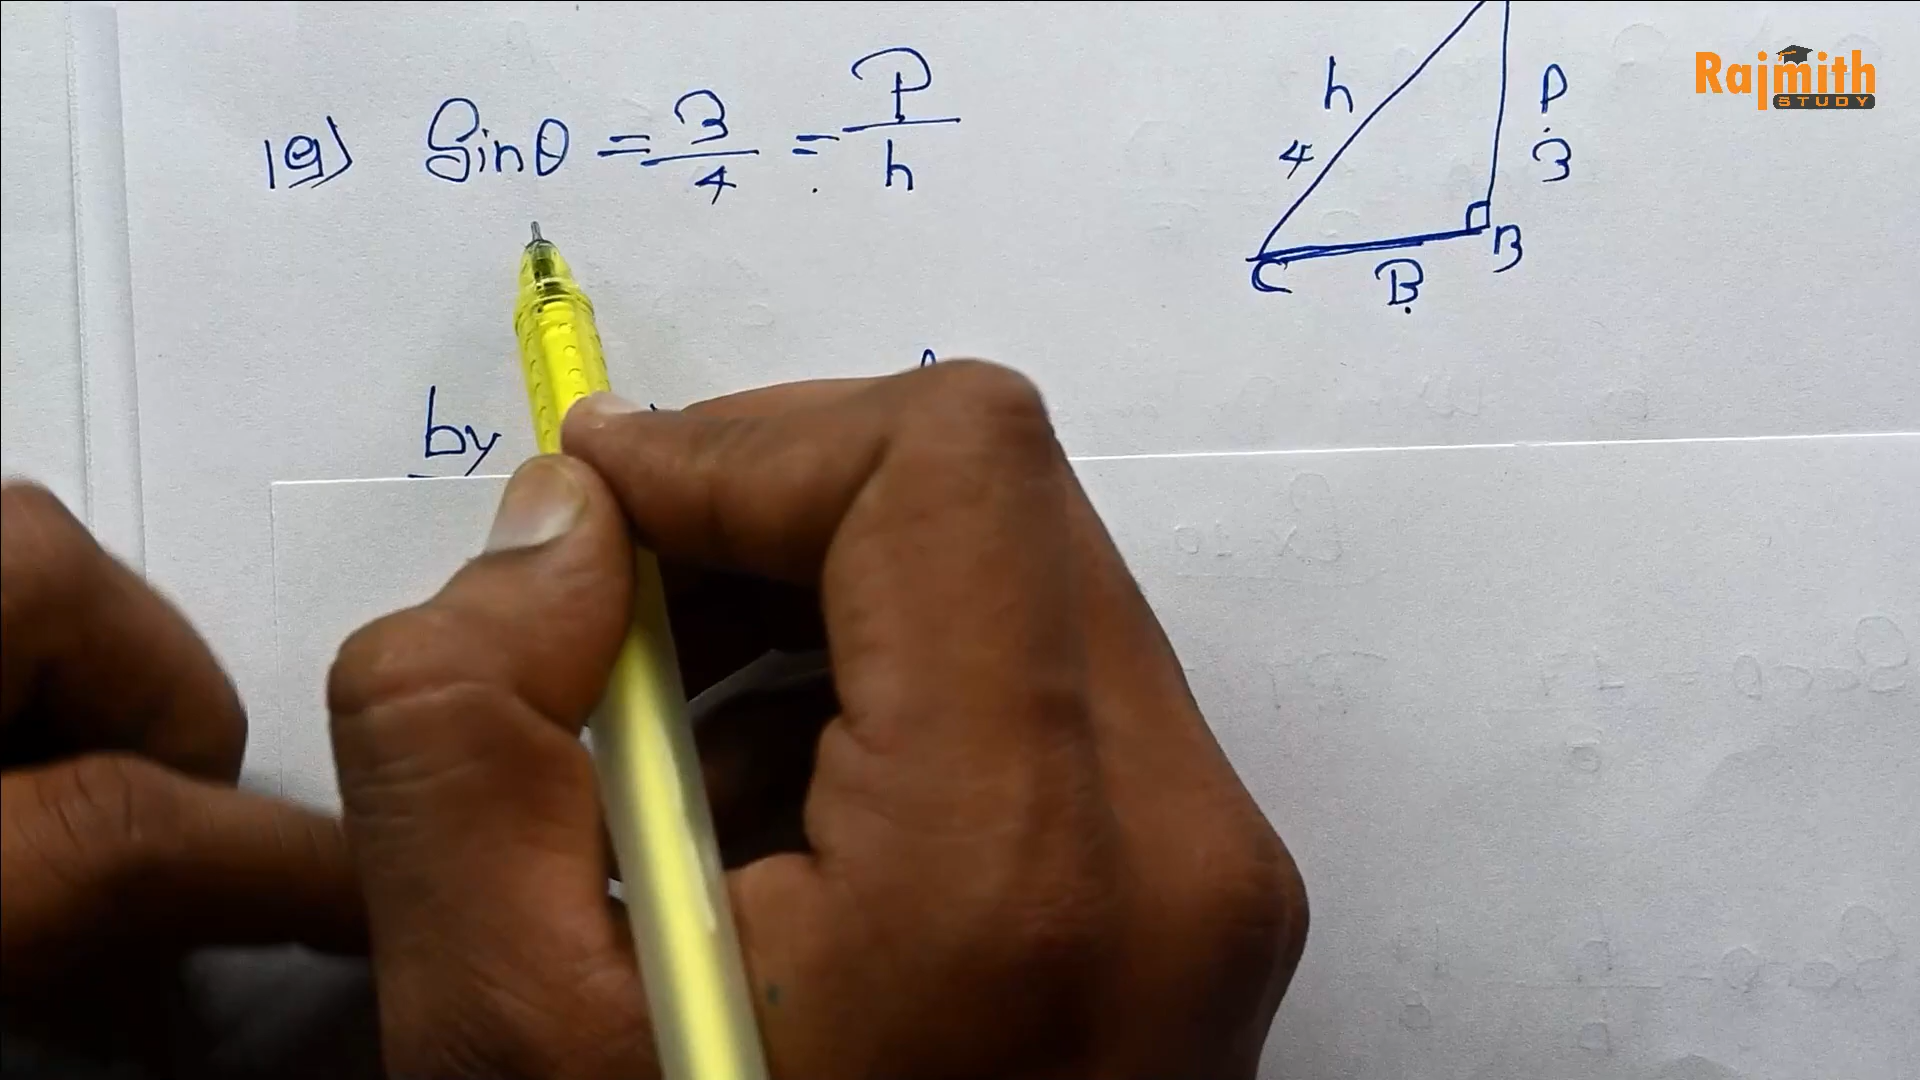 19) Sinθ = 3/4 = P/h
h
P
4
3
C
B
B
by
Rajmith
STUDY